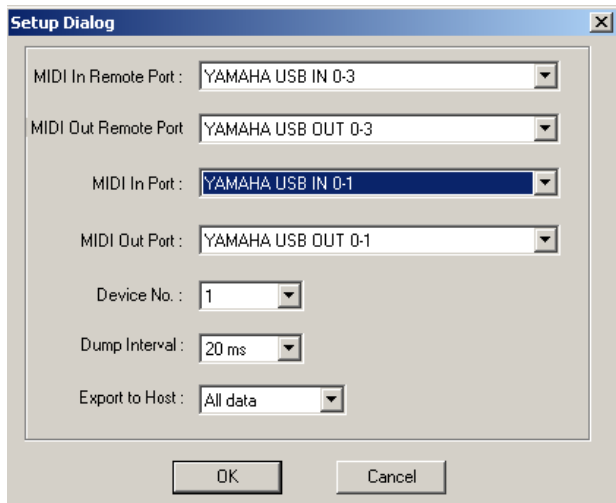 Setup Dialog
MIDI In Remote Port : YAMAHA USB IN 0-3
MIDI Out Remote Port YAMAHA USB OUT 0-3
MIDI In Port : YAMAHA USB IN 0-1
MIDI Out Port : YAMAHA USB OUT 0-1
Device No. : 1
Dump Interval : 20 ms
Export to Host : All data
OK Cancel